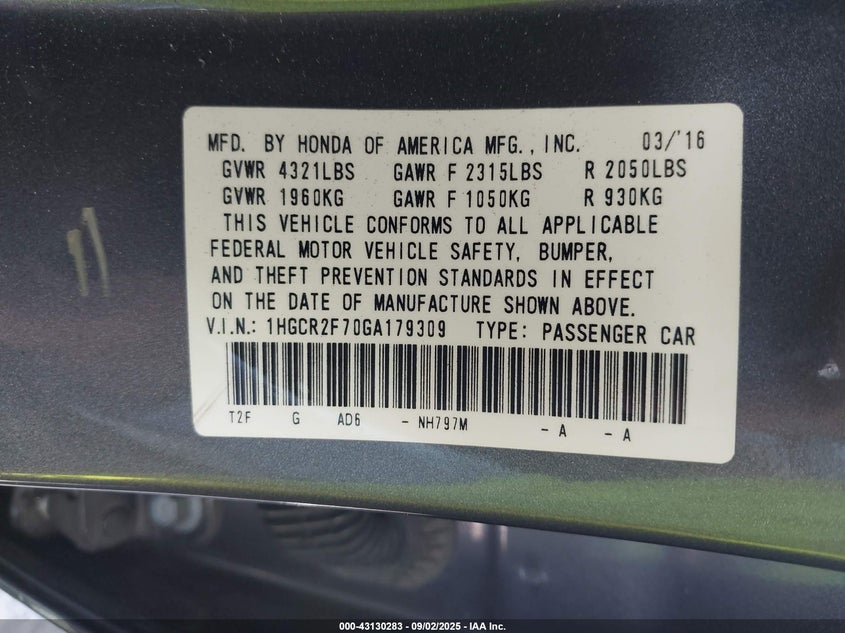 MFD. BY HONDA OF AMERICA MFG., INC. 03/'16
GVWR 4321LBS GAWR F 2315LBS R 2050LBS
GVWR 1960KG GAWR F 1050KG R 930KG
THIS VEHICLE CONFORMS TO ALL APPLICABLE
FEDERAL MOTOR VEHICLE SAFETY, BUMPER,
AND THEFT PREVENTION STANDARDS IN EFFECT
ON THE DATE OF MANUFACTURE SHOWN ABOVE.
V.I.N.: 1HGCR2F70GA179309 TYPE: PASSENGER CAR
T2F G AD6 - NH797M - A - A
000-43130283 - 09/02/2025 - IAA Inc.